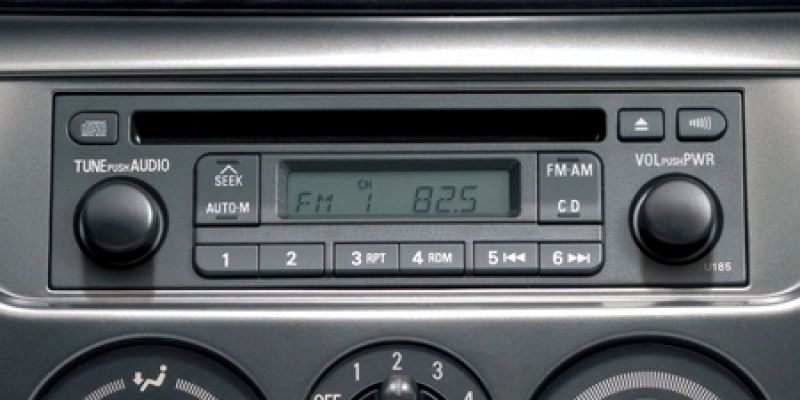 TUNE PUSH AUDIO
VOL PUSH PWR
SEEK
AUTO·M
FM 1 CH 82.5
FM·AM
CD
1 2 3 RPT 4 RDM 5 6
U185
1 2 3 4
OFF